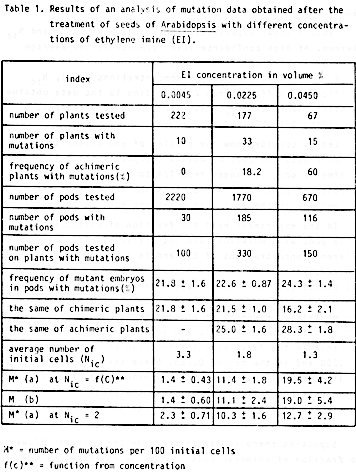 Table 1. Results of an analysis of mutation data obtained after the
treatment of seeds of Arabidopsis with different concentra-
tions of ethylene imine (EI).
index
EI concentration in volume %
0.0045 0.0225 0.0450
number of plants tested 222 177 67
number of plants with
mutations 10 33 15
frequency of achimeric
plants with mutations(%) 0 18.2 60
number of pods tested 2220 1770 670
number of pods with
mutations 30 185 116
number of pods tested
on plants with mutations 100 330 150
frequency of mutant embryos
in pods with mutations(%) 21.8 ± 1.6 22.6 ± 0.87 24.3 ± 1.4
the same of chimeric plants 21.8 ± 1.6 21.5 ± 1.0 16.2 ± 2.1
the same of achimeric plants - 25.0 ± 1.6 28.3 ± 1.8
average number of
initial cells (Nic) 3.3 1.8 1.3
M* (a) at Nic = f(C)** 1.4 ± 0.43 11.4 ± 1.8 19.5 ± 4.2
M (b) 1.4 ± 0.60 11.1 ± 2.4 19.0 ± 5.4
M* (a) at Nic = 2 2.3 ± 0.71 10.3 ± 1.6 12.7 ± 2.9
M* = number of mutations per 100 initial cells
f(c)** = function from concentration